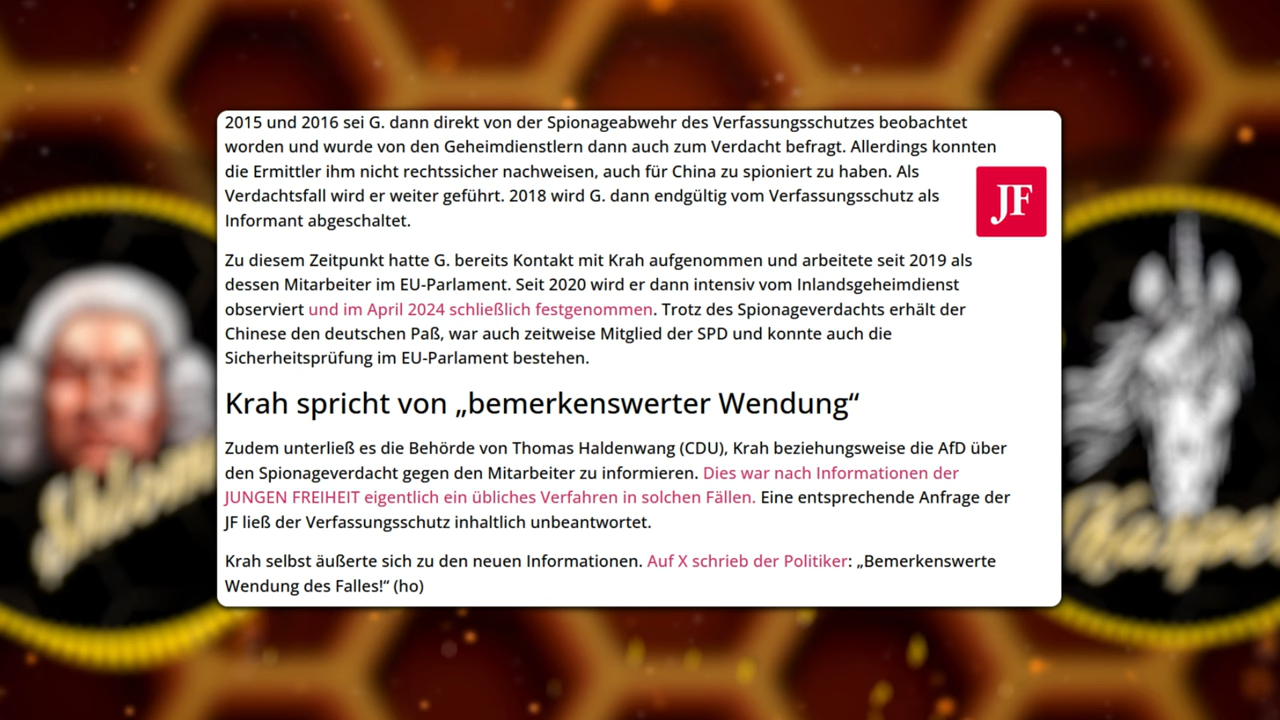 2015 und 2016 sei G. dann direkt von der Spionageabwehr des Verfassungsschutzes beobachtet
worden und wurde von den Geheimdienstlern dann auch zum Verdacht befragt. Allerdings konnten
die Ermittler ihm nicht rechtssicher nachweisen, auch für China zu spioniert zu haben. Als
Verdachtsfall wird er weiter geführt. 2018 wird G. dann endgültig vom Verfassungsschutz als
Informant abgeschaltet.
JF
Zu diesem Zeitpunkt hatte G. bereits Kontakt mit Krah aufgenommen und arbeitete seit 2019 als
dessen Mitarbeiter im EU-Parlament. Seit 2020 wird er dann intensiv vom Inlandsgeheimdienst
observiert und im April 2024 schließlich festgenommen. Trotz des Spionageverdachts erhält der
Chinese den deutschen Paß, war auch zeitweise Mitglied der SPD und konnte auch die
Sicherheitsprüfung im EU-Parlament bestehen.
Krah spricht von „bemerkenswerter Wendung“
Zudem unterließ es die Behörde von Thomas Haldenwang (CDU), Krah beziehungsweise die AfD über
den Spionageverdacht gegen den Mitarbeiter zu informieren. Dies war nach Informationen der
JUNGEN FREIHEIT eigentlich ein übliches Verfahren in solchen Fällen. Eine entsprechende Anfrage der
JF ließ der Verfassungsschutz inhaltlich unbeantwortet.
Krah selbst äußerte sich zu den neuen Informationen. Auf X schrieb der Politiker: „Bemerkenswerte
Wendung des Falles!“ (ho)